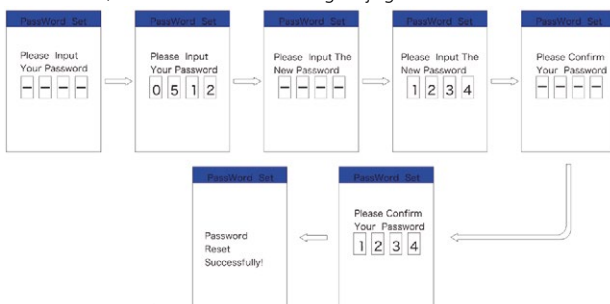 PassWord Set
Please Input
Your Password
– – – –
PassWord Set
Please Input
Your Password
0 5 1 2
PassWord Set
Please Input The
New Password
– – – –
PassWord Set
Please Input The
New Password
1 2 3 4
PassWord Set
Please Confirm
Your Password
– – – –
PassWord Set
Please Confirm
Your Password
1 2 3 4
PassWord Set
Password
Reset
Successfully!